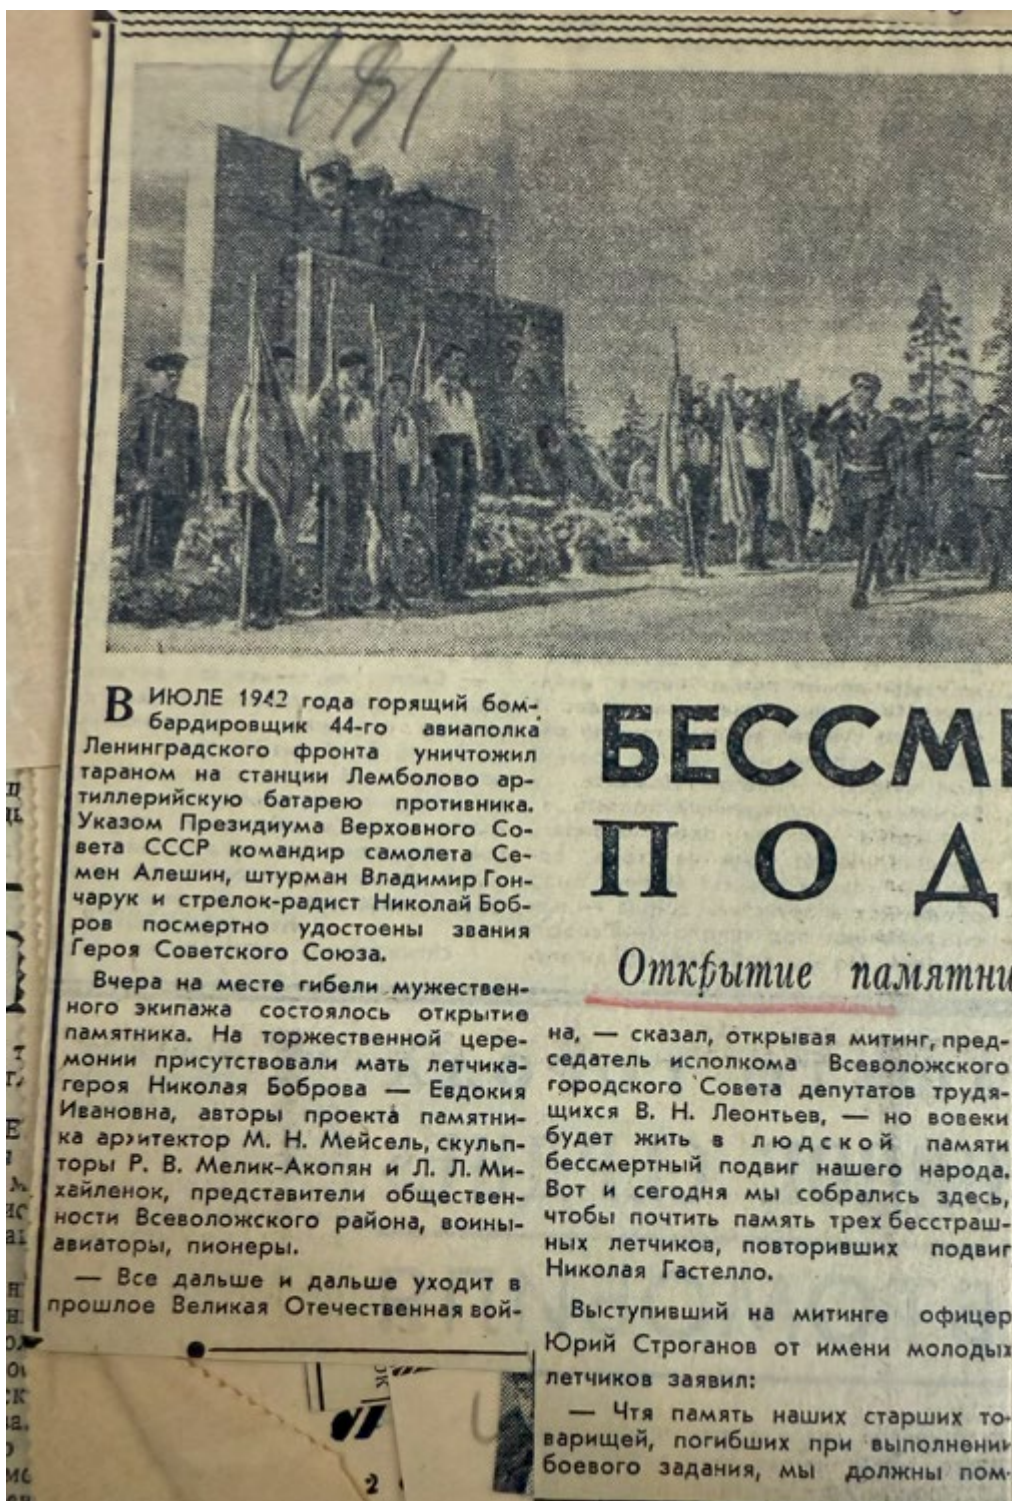 В ИЮЛЕ 1942 года горящий бом-
бардировщик 44-го авиаполка
Ленинградского фронта уничтожил
тараном на станции Лемболово ар-
тиллерийскую батарею противника.
Указом Президиума Верховного Со-
вета СССР командир самолета Се-
мен Алешин, штурман Владимир Гон-
чарук и стрелок-радист Николай Боб-
ров посмертно удостоены звания
Героя Советского Союза.
Вчера на месте гибели мужествен-
ного экипажа состоялось открытие
памятника. На торжественной цере-
монии присутствовали мать летчика-
героя Николая Боброва — Евдокия
Ивановна, авторы проекта памятни-
ка архитектор М. Н. Мейсель, скульп-
торы Р. В. Мелик-Акопян и Л. Л. Ми-
хайленок, представители обществен-
ности Всеволожского района, воины-
авиаторы, пионеры.
— Все дальше и дальше уходит в
прошлое Великая Отечественная вой-
БЕССМЕ
ПОД
Открытие памятни
на, — сказал, открывая митинг, пред-
седатель исполкома Всеволожского
городского Совета депутатов трудя-
щихся В. Н. Леонтьев, — но вовеки
будет жить в людской памяти
бессмертный подвиг нашего народа.
Вот и сегодня мы собрались здесь,
чтобы почтить память трех бесстраш-
ных летчиков, повторивших подвиг
Николая Гастелло.
Выступивший на митинге офицер
Юрий Строганов от имени молодых
летчиков заявил:
— Чтя память наших старших то-
варищей, погибших при выполнении
боевого задания, мы должны пом-
2